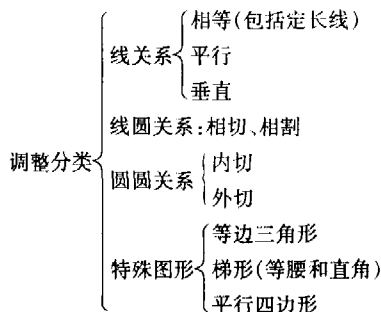 相等(包括定长线)
线关系
平行
垂直
线圆关系:相切、相割
调整分类
内切
圆圆关系
外切
等边三角形
特殊图形
梯形(等腰和直角)
平行四边形